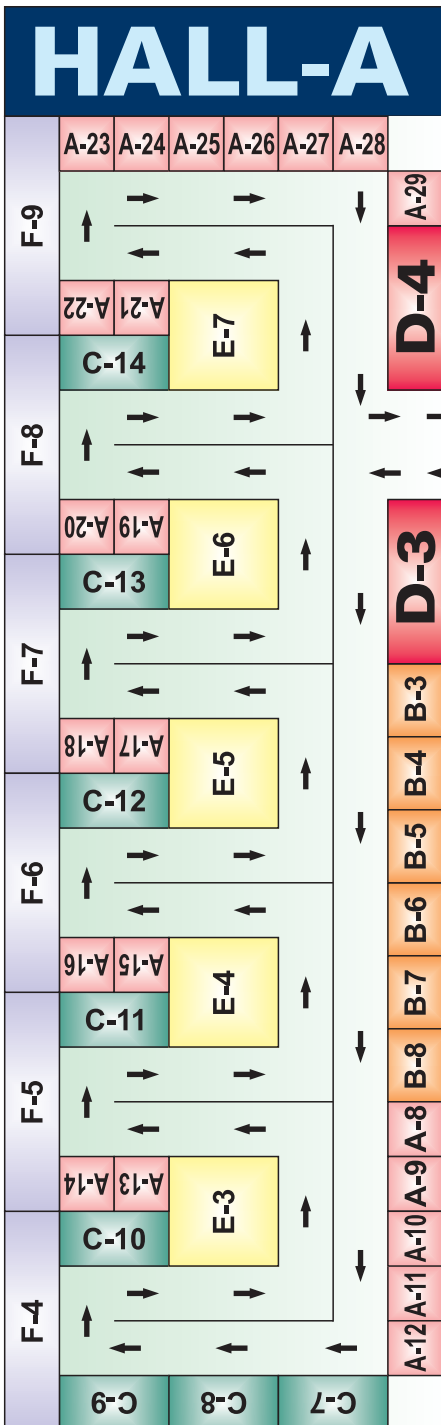 HALL-A
A-23 A-24 A-25 A-26 A-27 A-28
A-29
F-9
D-4
A-22 A-21
E-7
C-14
F-8
A-20 A-19
E-6
C-13
D-3
F-7
B-3
A-18 A-17
E-5
C-12
B-4
B-5
F-6
B-6
A-16 A-15
E-4
C-11
B-7
B-8
F-5
A-8
A-14 A-13
E-3
A-9
C-10
A-10
F-4
A-11
A-12
C-9 C-8 C-7